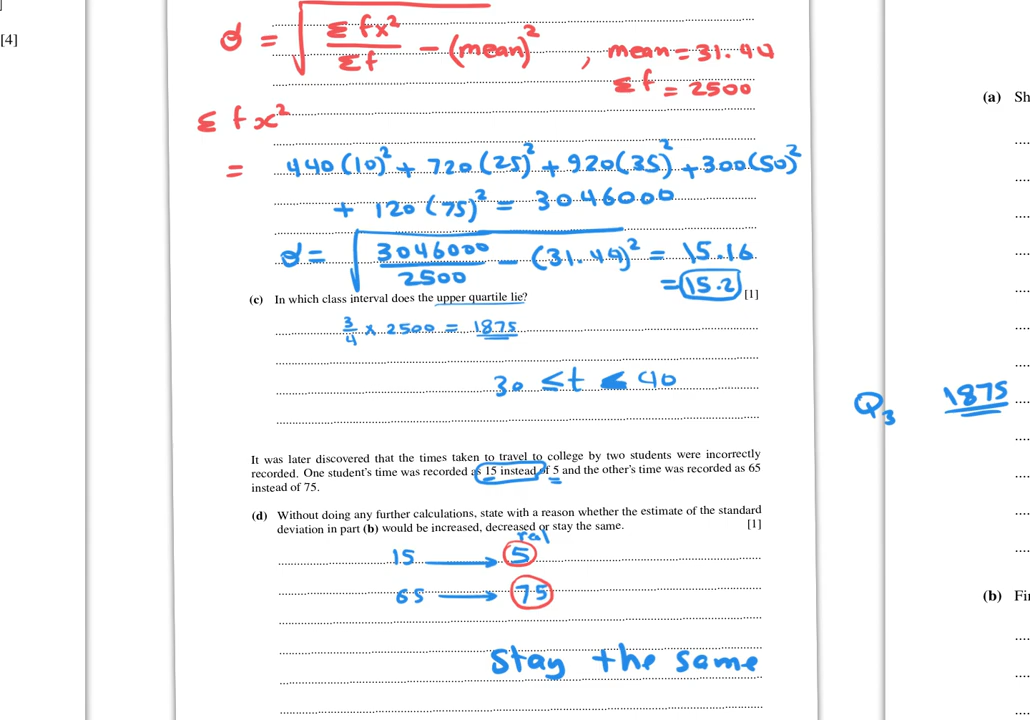 [4]
σ = √(Σfx² / Σf − (mean)²) , mean = 31.44
Σf = 2500
Σfx²
= 440(10)² + 720(25)² + 920(35)² + 300(50)²
+ 120(75)² = 3046000
σ = √(3046000 / 2500 − (31.44)²) = 15.16
= 15.2
(c) In which class interval does the upper quartile lie? [1]
3/4 × 2500 = 1875
30 ≤ t < 40
Q₃ 1875
It was later discovered that the times taken to travel to college by two students were incorrectly
recorded. One student's time was recorded as 15 instead of 5 and the other's time was recorded as 65
instead of 75.
(d) Without doing any further calculations, state with a reason whether the estimate of the standard
deviation in part (b) would be increased, decreased or stay the same. [1]
real
15 → 5
65 → 75
Stay the same
(a) Sh
(b) Fi